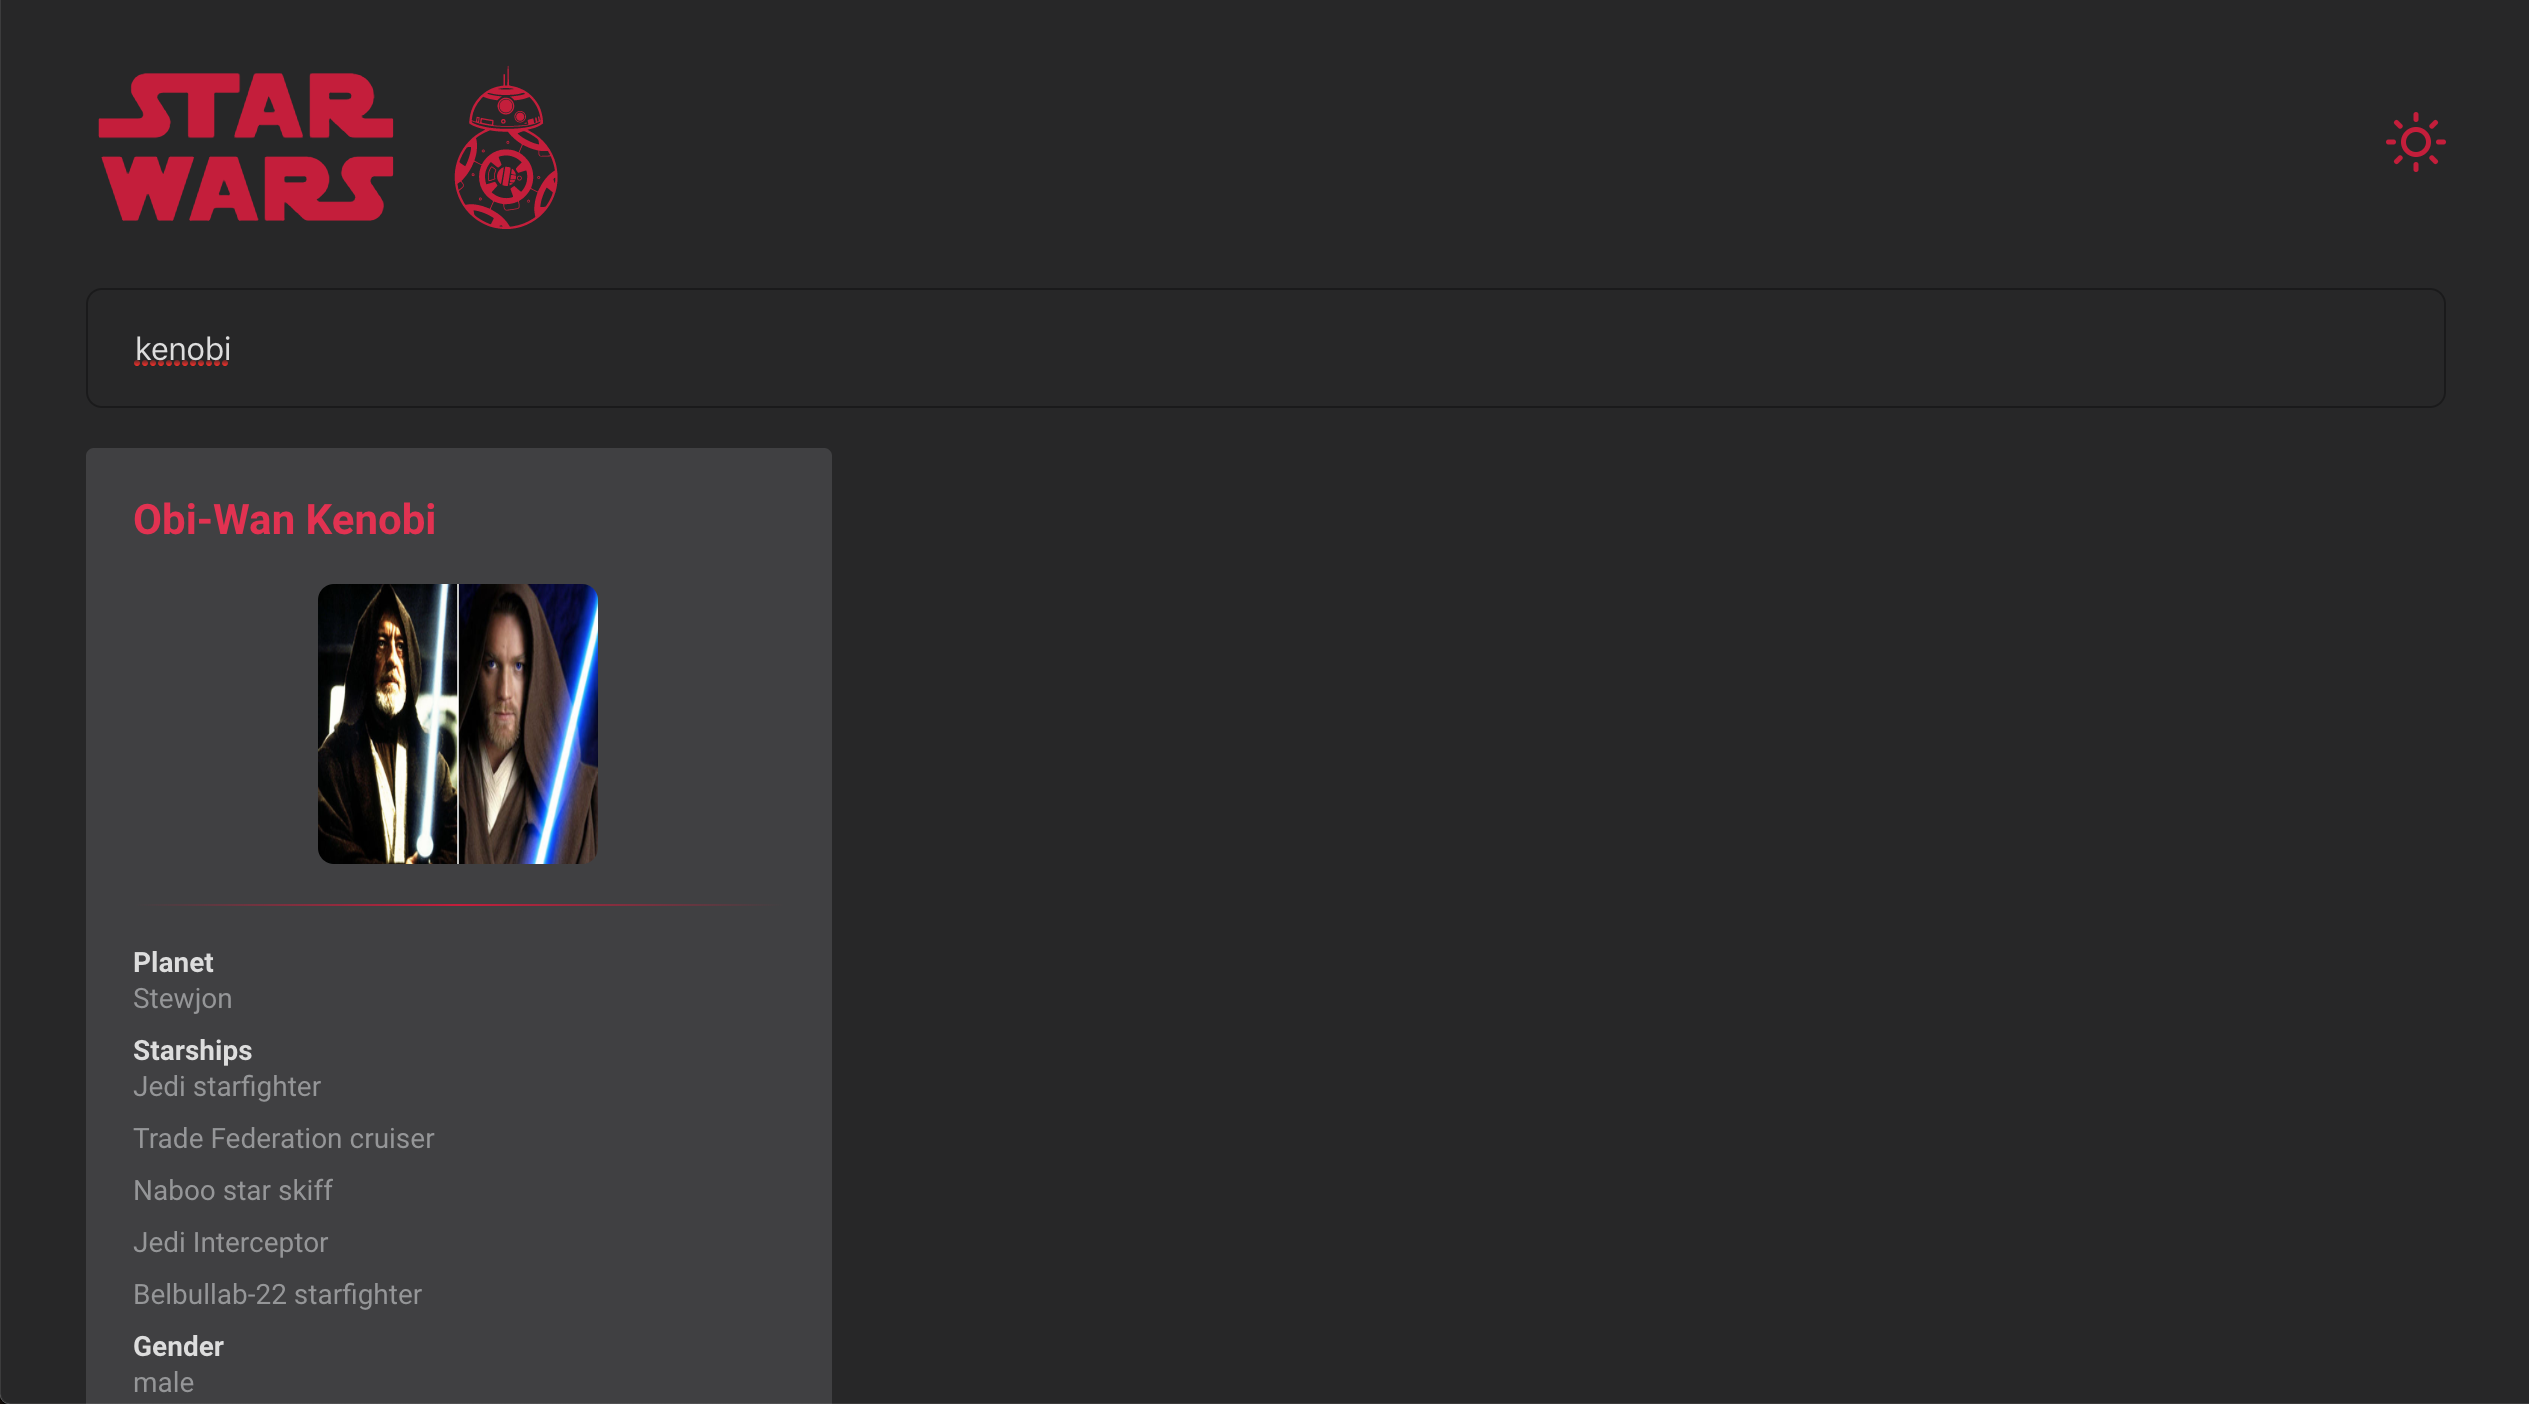 STAR
WARS
kenobi
Obi-Wan Kenobi
Planet
Stewjon
Starships
Jedi starfighter
Trade Federation cruiser
Naboo star skiff
Jedi Interceptor
Belbullab-22 starfighter
Gender
male